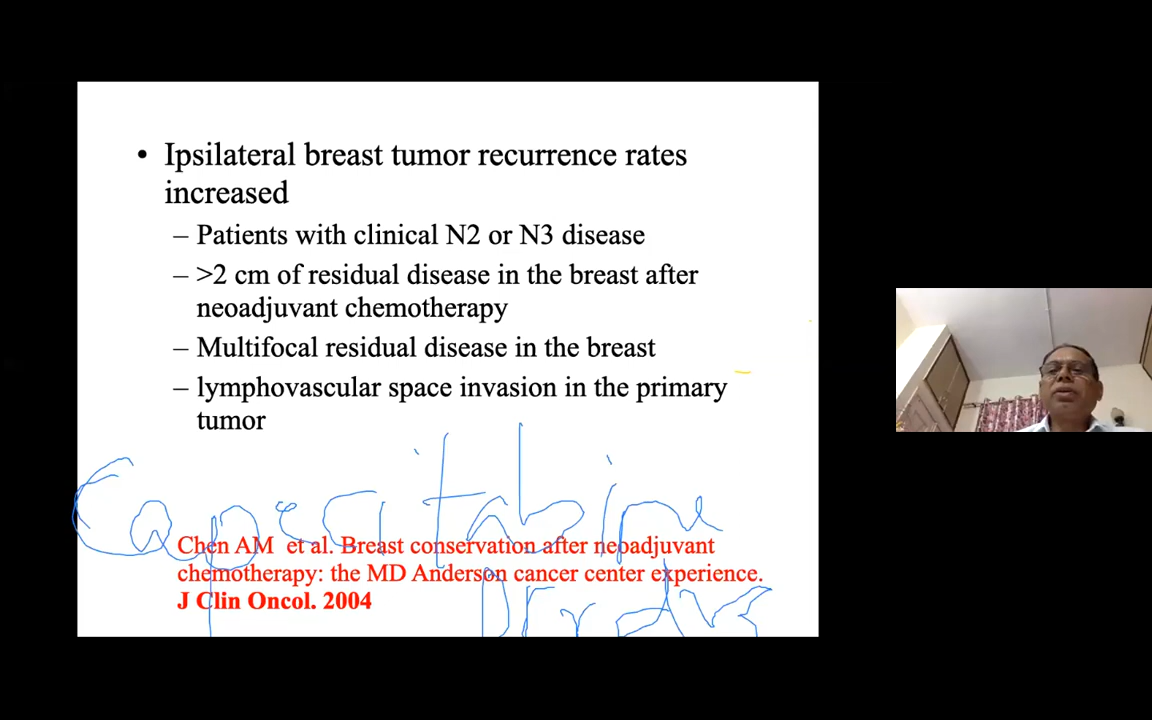 • Ipsilateral breast tumor recurrence rates
increased
– Patients with clinical N2 or N3 disease
– >2 cm of residual disease in the breast after
neoadjuvant chemotherapy
– Multifocal residual disease in the breast
– lymphovascular space invasion in the primary
tumor
Capecitabine
Chen AM et al. Breast conservation after neoadjuvant
chemotherapy: the MD Anderson cancer center experience.
J Clin Oncol. 2004